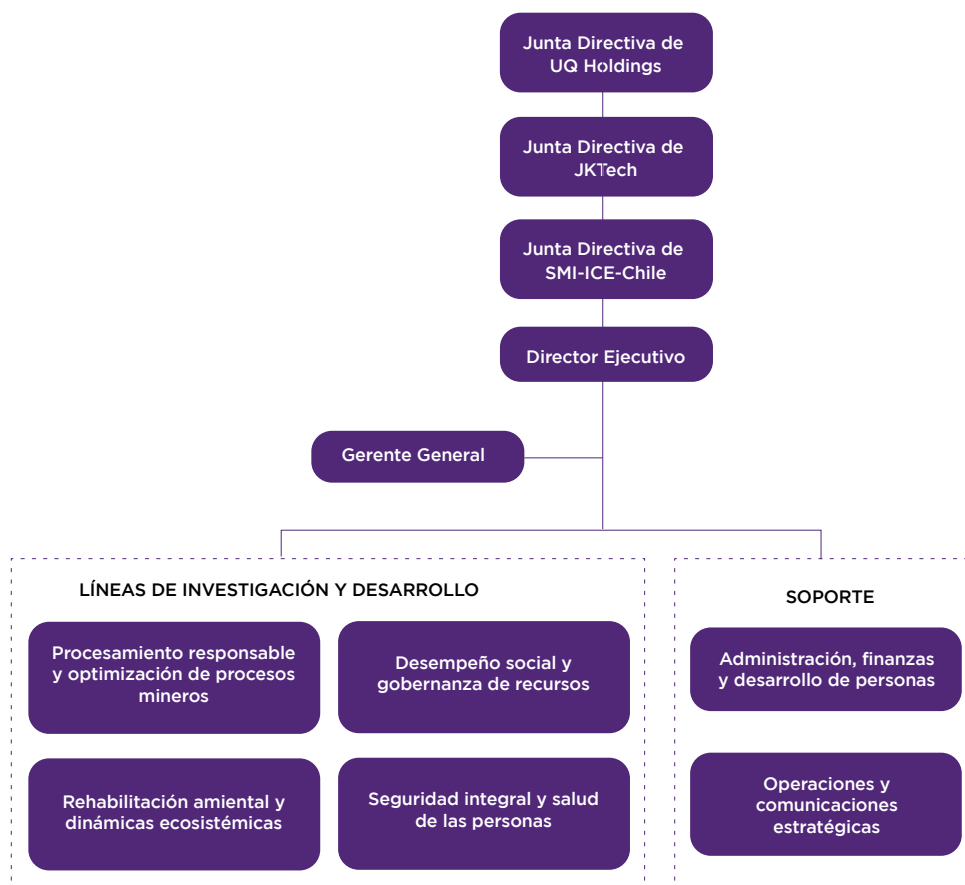 Junta Directiva de
UQ Holdings
Junta Directiva de
JKTech
Junta Directiva de
SMI-ICE-Chile
Director Ejecutivo
Gerente General
LÍNEAS DE INVESTIGACIÓN Y DESARROLLO
Procesamiento responsable
y optimización de procesos
mineros
Desempeño social y
gobernanza de recursos
Rehabilitación amiental y
dinámicas ecosistémicas
Seguridad integral y salud
de las personas
SOPORTE
Administración, finanzas
y desarrollo de personas
Operaciones y
comunicaciones
estratégicas